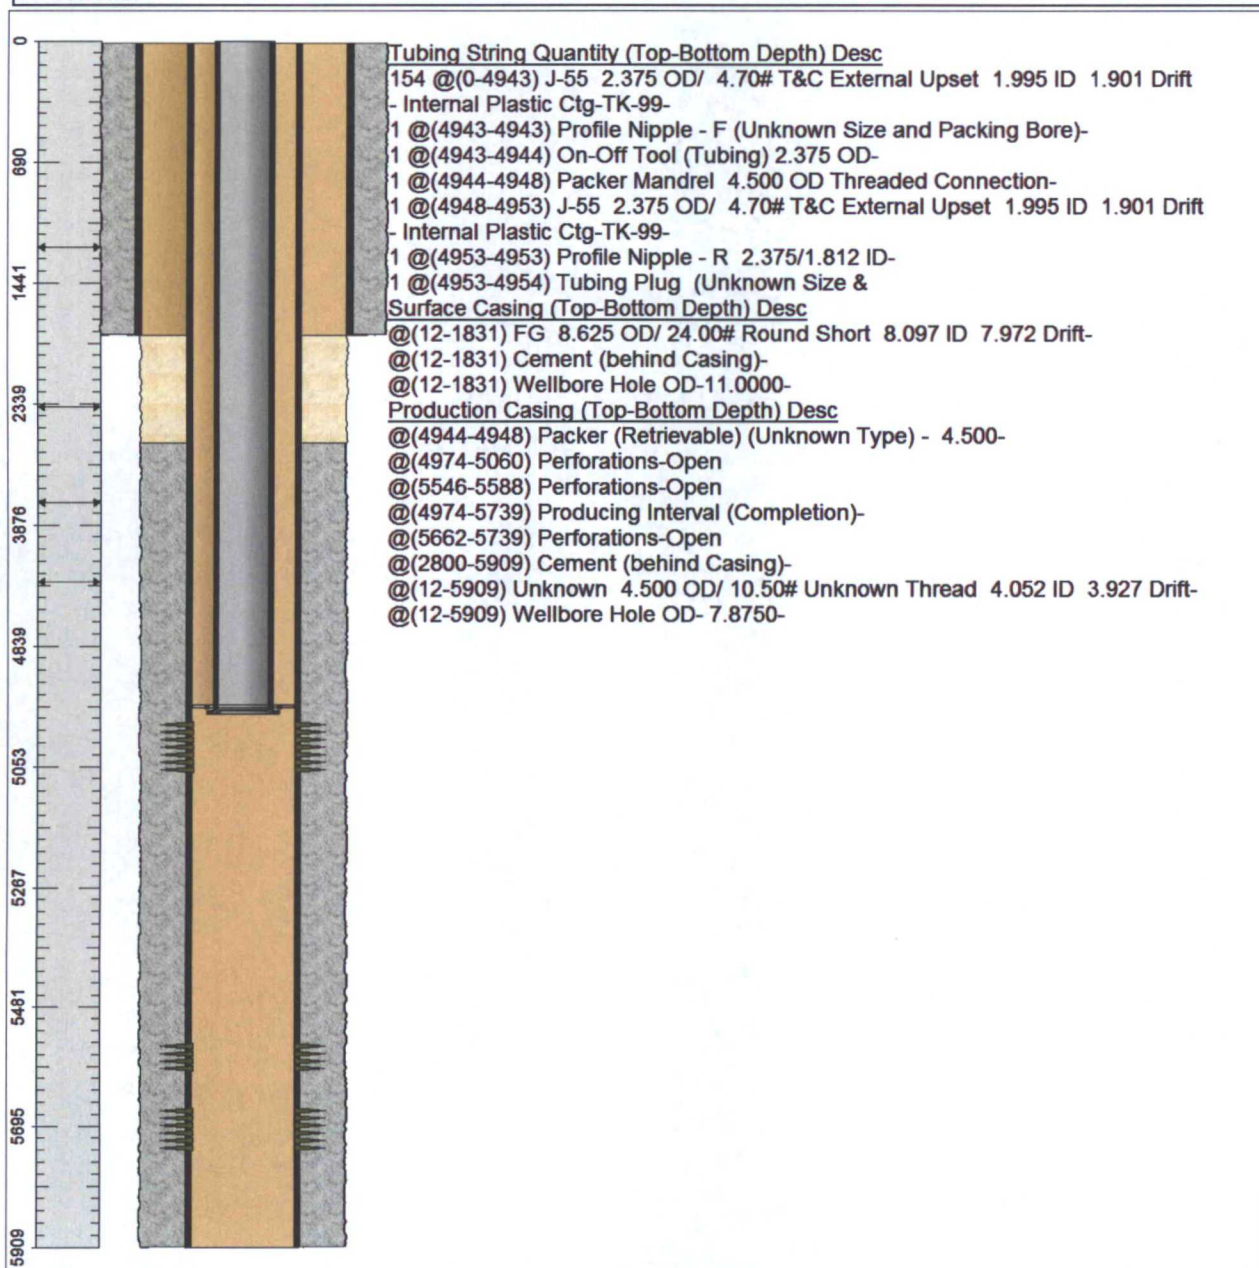 Tubing String Quantity (Top-Bottom Depth) Desc
154 @(0-4943) J-55 2.375 OD/ 4.70# T&C External Upset 1.995 ID 1.901 Drift
- Internal Plastic Ctg-TK-99-
1 @(4943-4943) Profile Nipple - F (Unknown Size and Packing Bore)-
1 @(4943-4944) On-Off Tool (Tubing) 2.375 OD-
1 @(4944-4948) Packer Mandrel 4.500 OD Threaded Connection-
1 @(4948-4953) J-55 2.375 OD/ 4.70# T&C External Upset 1.995 ID 1.901 Drift
- Internal Plastic Ctg-TK-99-
1 @(4953-4953) Profile Nipple - R 2.375/1.812 ID-
1 @(4953-4954) Tubing Plug (Unknown Size &
Surface Casing (Top-Bottom Depth) Desc
@(12-1831) FG 8.625 OD/ 24.00# Round Short 8.097 ID 7.972 Drift-
@(12-1831) Cement (behind Casing)-
@(12-1831) Wellbore Hole OD-11.0000-
Production Casing (Top-Bottom Depth) Desc
@(4944-4948) Packer (Retrievable) (Unknown Type) - 4.500-
@(4974-5060) Perforations-Open
@(5546-5588) Perforations-Open
@(4974-5739) Producing Interval (Completion)-
@(5662-5739) Perforations-Open
@(2800-5909) Cement (behind Casing)-
@(12-5909) Unknown 4.500 OD/ 10.50# Unknown Thread 4.052 ID 3.927 Drift-
@(12-5909) Wellbore Hole OD- 7.8750-
0
690
1441
2339
3876
4839
5053
5267
5481
5695
5909